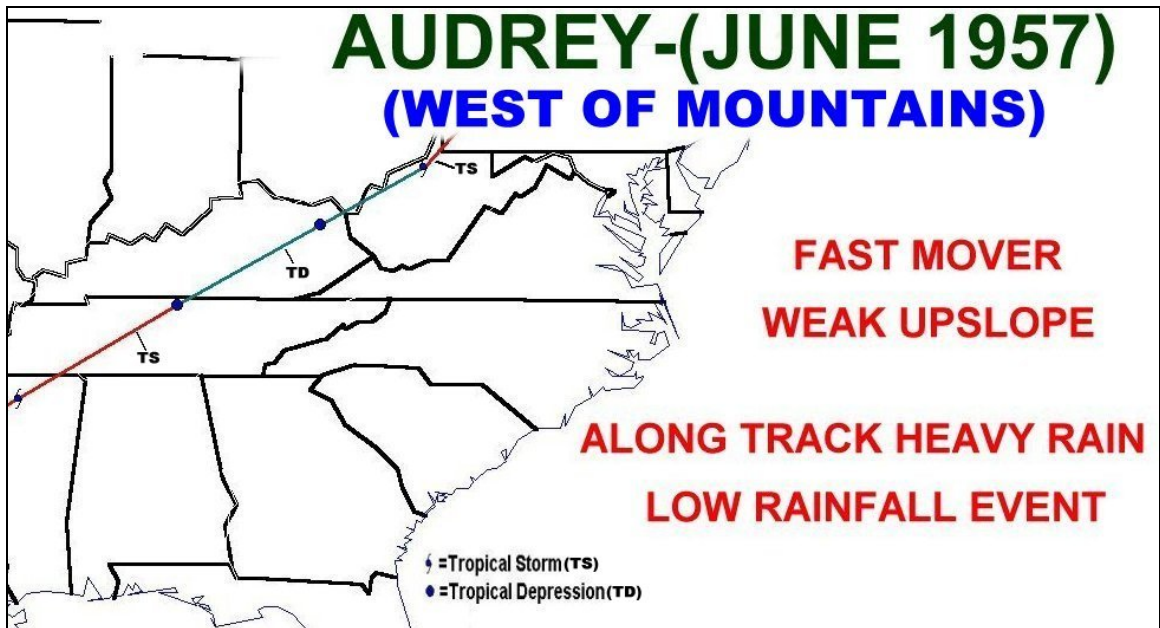 AUDREY-(JUNE 1957)
(WEST OF MOUNTAINS)
TS
FAST MOVER
TD
WEAK UPSLOPE
TS
ALONG TRACK HEAVY RAIN
LOW RAINFALL EVENT
=Tropical Storm(TS)
=Tropical Depression(TD)